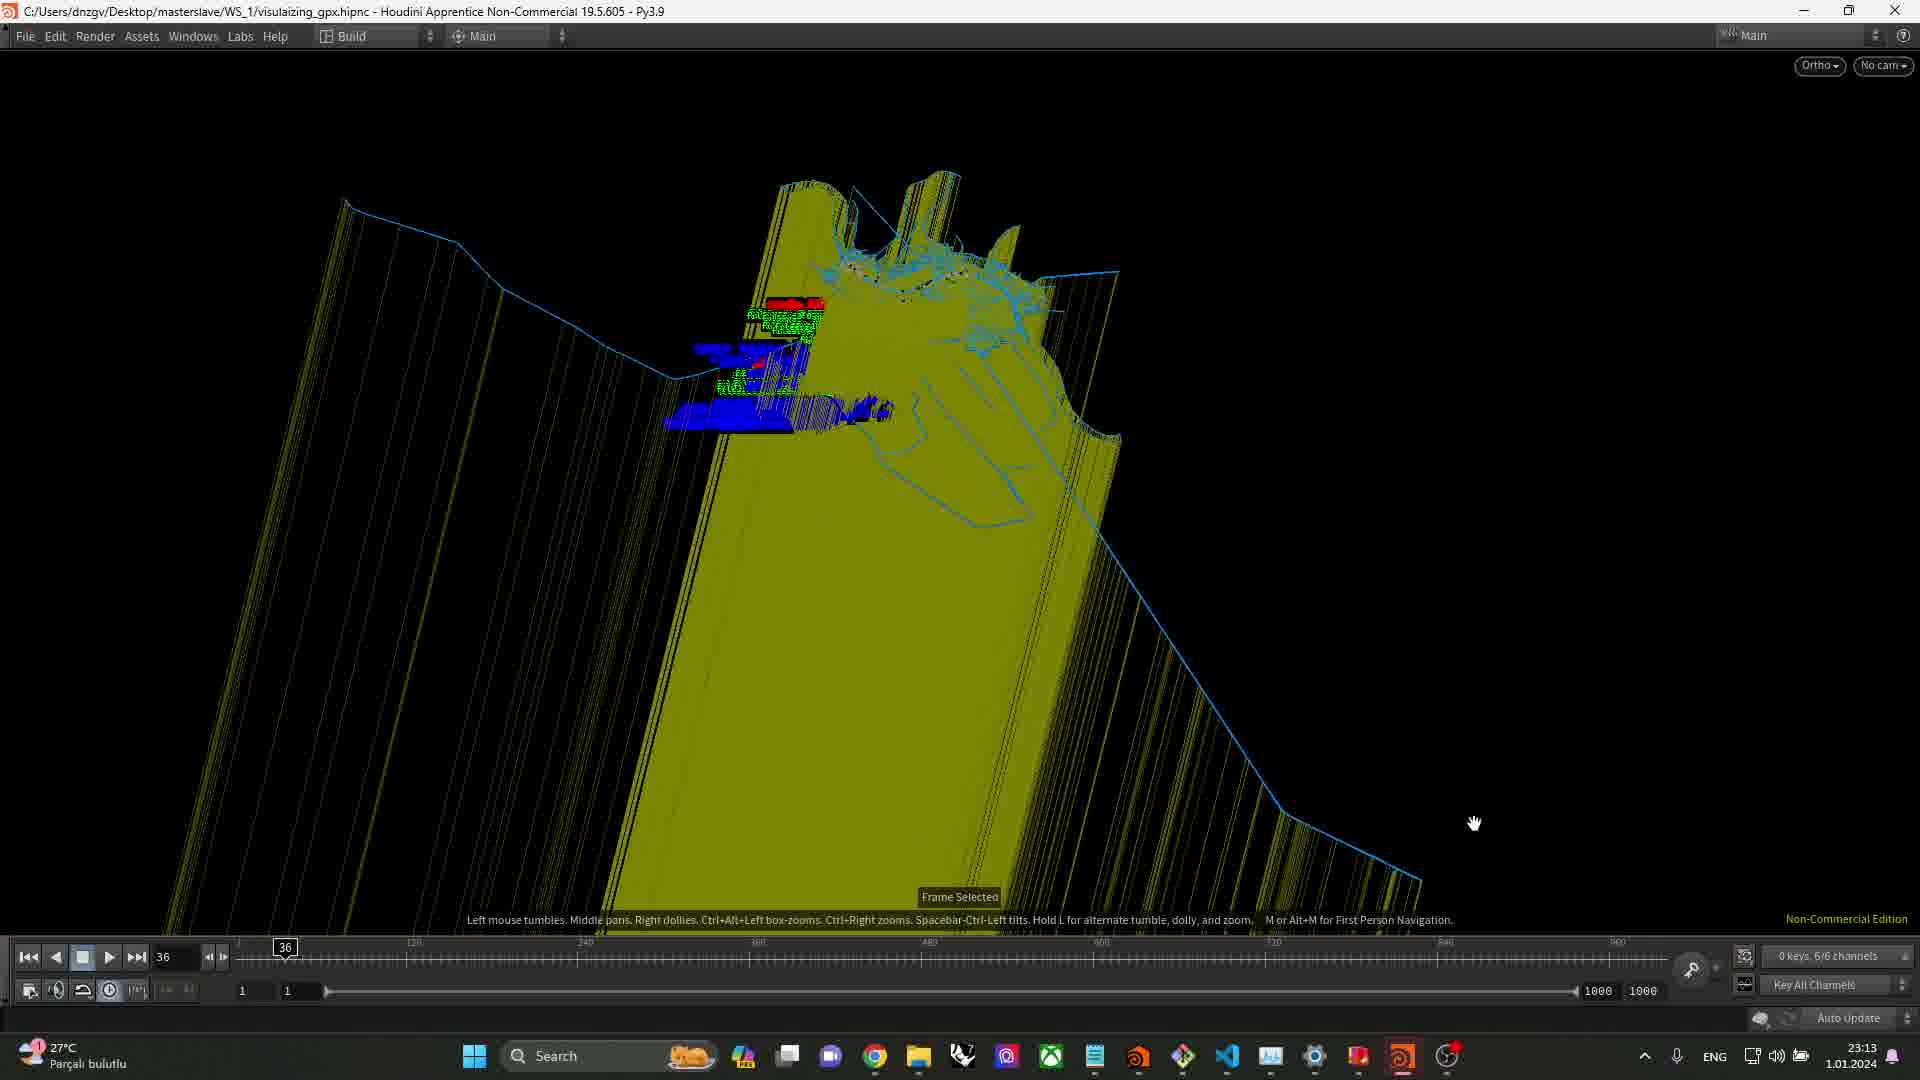 C:/Users/dnzgv/Desktop/masterslave/WS_1/visulaizing_gpx.hipnc - Houdini Apprentice Non-Commercial 19.5.605 - Py3.9
File Edit Render Assets Windows Labs Help Build Main Main
Ortho No cam
Frame Selected
Left mouse tumbles. Middle pans. Right dollies. Ctrl+Alt+Left box-zooms. Ctrl+Right zooms. Spacebar-Ctrl-Left tilts. Hold L for alternate tumble, dolly, and zoom. M or Alt+M for First Person Navigation.
Non-Commercial Edition
36 36 120 240 360 480 600 720 840 960 0 keys, 6/6 channels
1 1 1000 1000 Key All Channels
Auto Update
27°C
Parçalı bulutlu
Search
ENG
23:13
1.01.2024